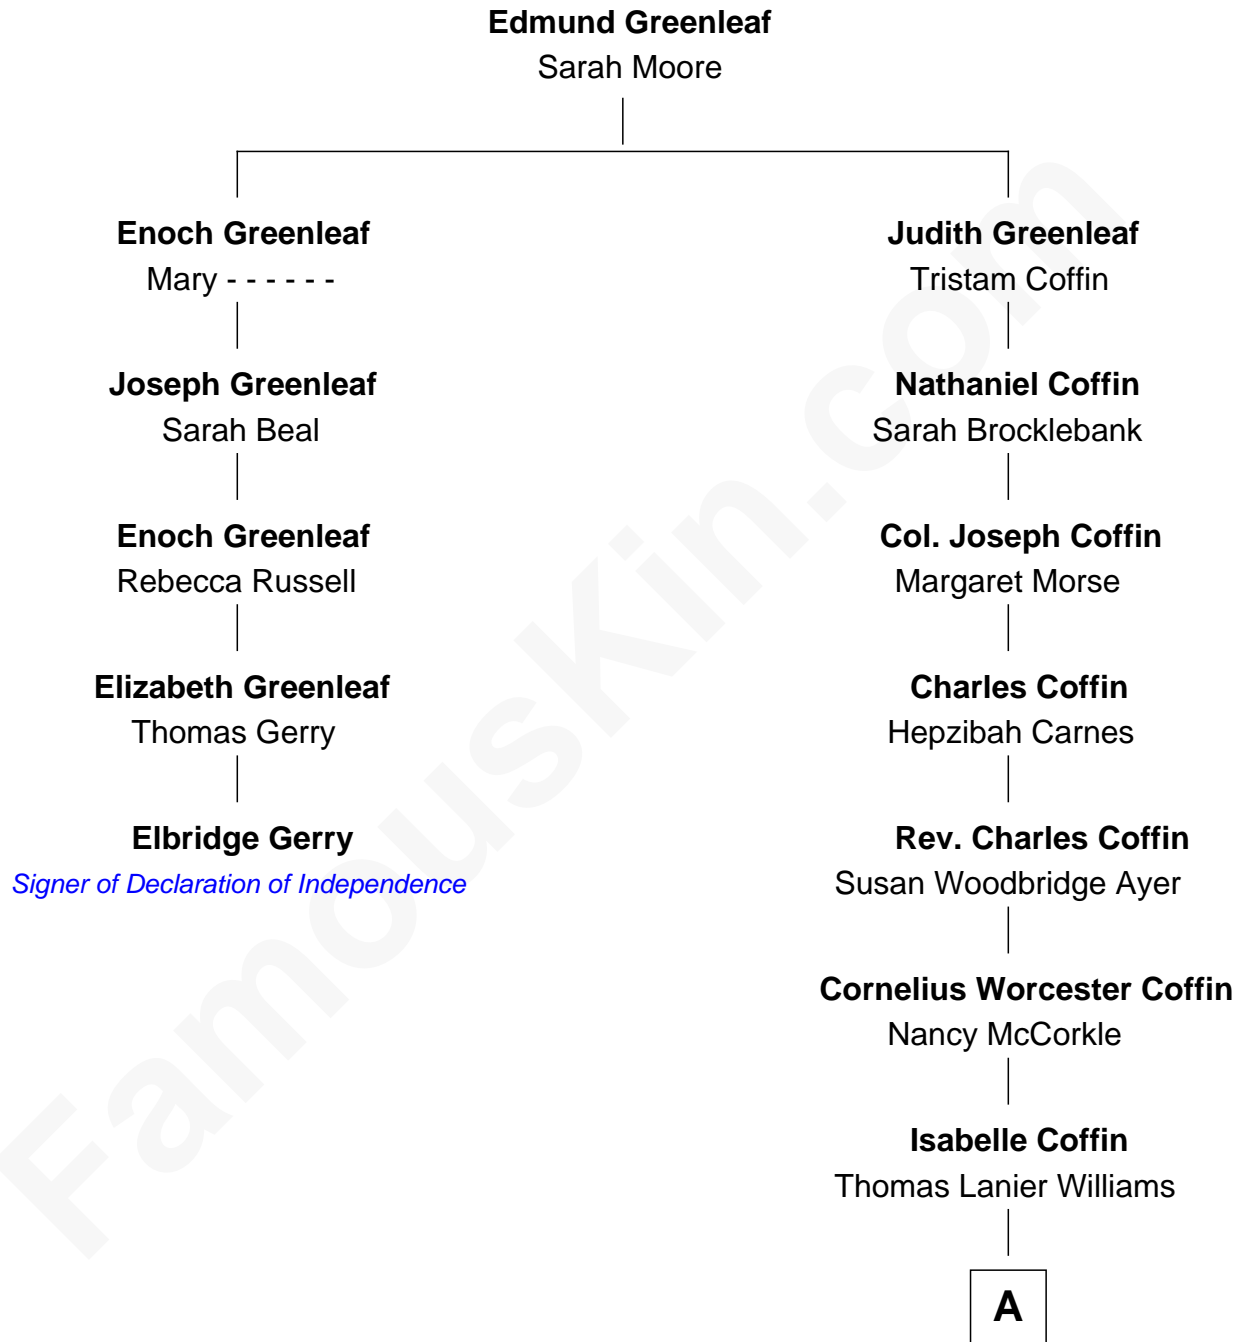 Edmund Greenleaf
Sarah Moore
Enoch Greenleaf
Mary - - - - - -
Judith Greenleaf
Tristam Coffin
Joseph Greenleaf
Sarah Beal
Nathaniel Coffin
Sarah Brocklebank
Enoch Greenleaf
Rebecca Russell
Col. Joseph Coffin
Margaret Morse
Elizabeth Greenleaf
Thomas Gerry
Charles Coffin
Hepzibah Carnes
Elbridge Gerry
Signer of Declaration of Independence
Rev. Charles Coffin
Susan Woodbridge Ayer
Cornelius Worcester Coffin
Nancy McCorkle
Isabelle Coffin
Thomas Lanier Williams
A
FamousKin.com